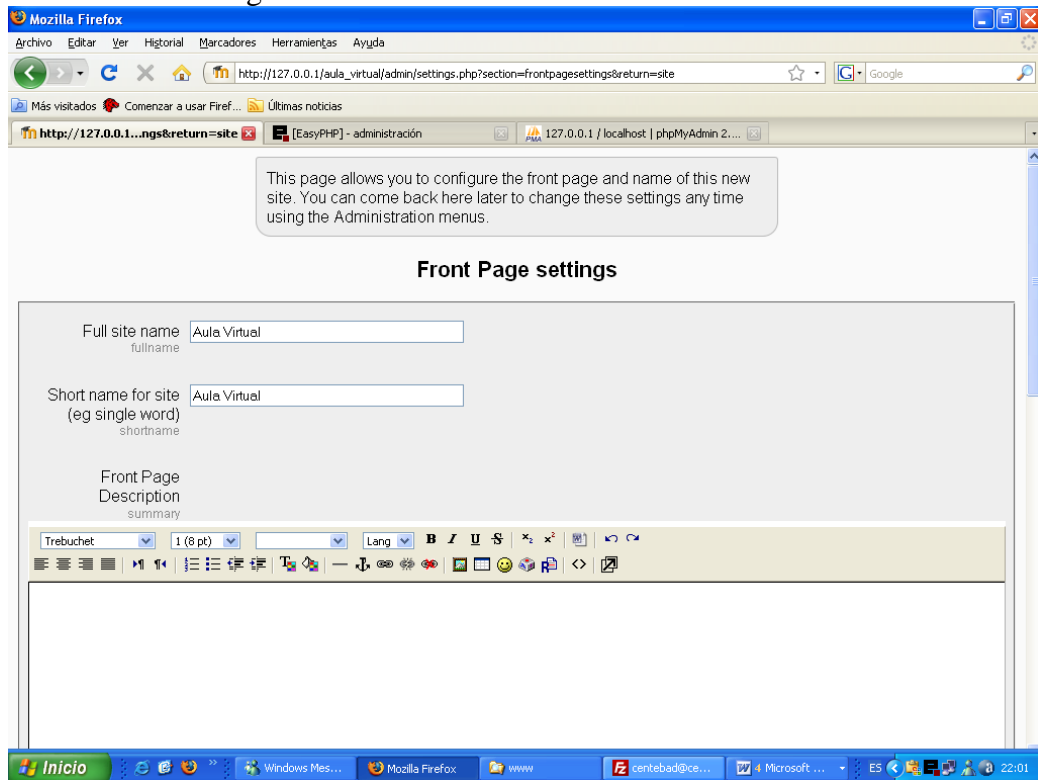 Mozilla Firefox
Archivo Editar Ver Historial Marcadores Herramientas Ayuda
http://127.0.0.1/aula_virtual/admin/settings.php?section=frontpagesettings&return=site
Google
Más visitados Comenzar a usar Firef... Últimas noticias
http://127.0.0.1...ngs&return=site [EasyPHP] - administración 127.0.0.1 / localhost | phpMyAdmin 2....
This page allows you to configure the front page and name of this new
site. You can come back here later to change these settings any time
using the Administration menus.
Front Page settings
Full site name Aula Virtual
fullname
Short name for site Aula Virtual
(eg single word)
shortname
Front Page
Description
summary
Trebuchet 1 (8 pt) Lang B I U S x₂ x²
Inicio Windows Mes... Mozilla Firefox www centebad@ce... 4 Microsoft ... ES 22:01